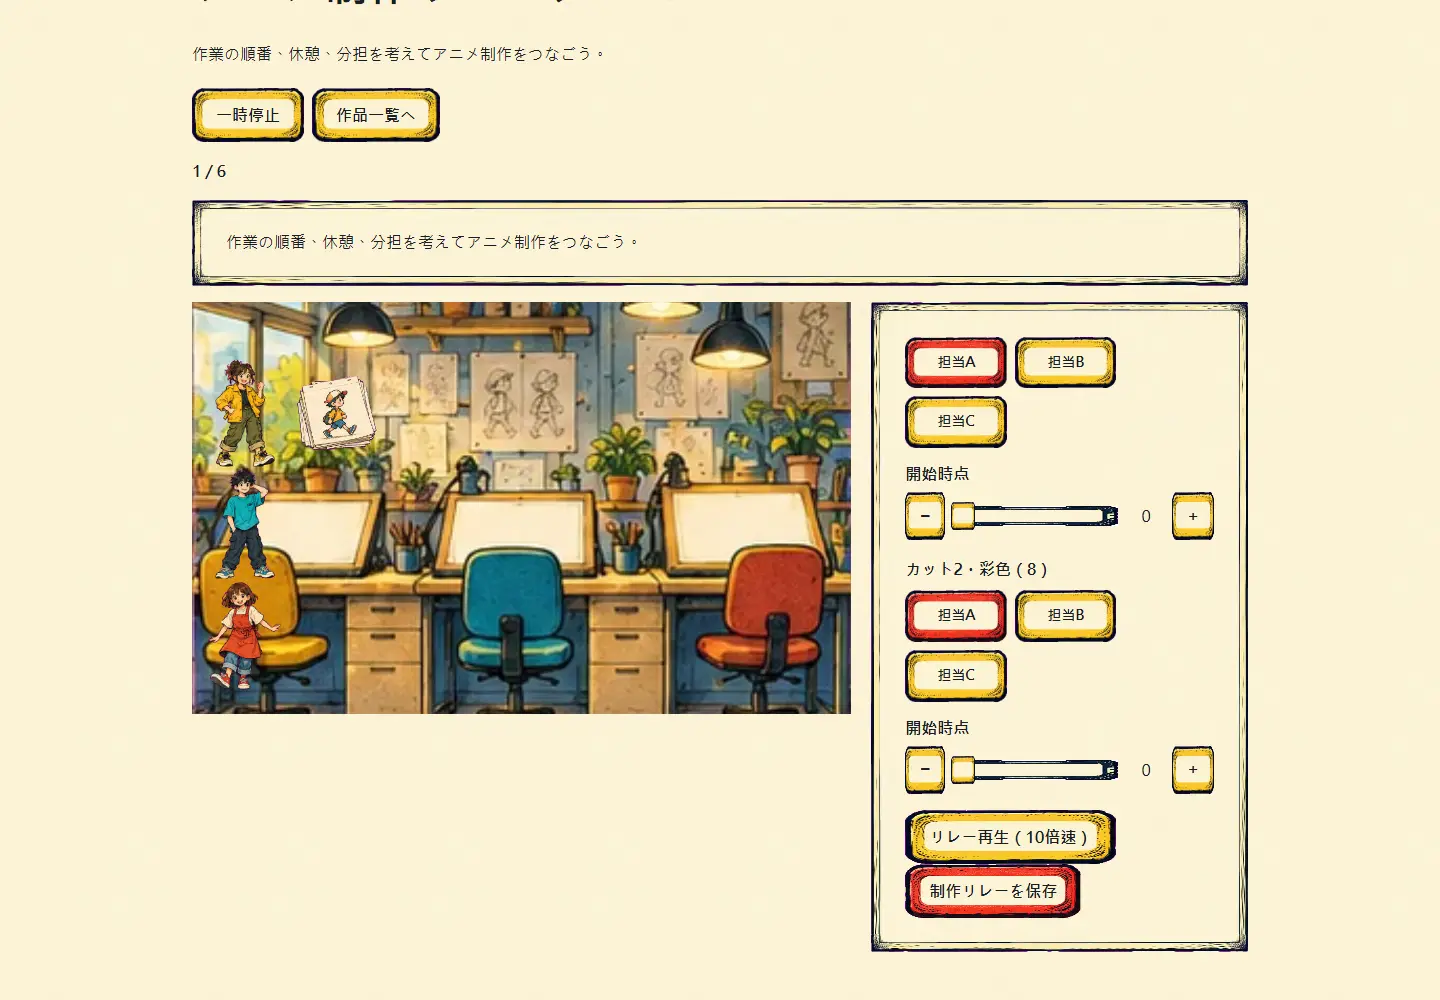 作業の順番、休憩、分担を考えてアニメ制作をつなごう。
一時停止
作品一覧へ
1 / 6
作業の順番、休憩、分担を考えてアニメ制作をつなごう。
担当A
担当B
担当C
開始時点
−
0
+
カット2・彩色 ( 8 )
担当A
担当B
担当C
開始時点
−
0
+
リレー再生 ( 10倍速 )
制作リレーを保存